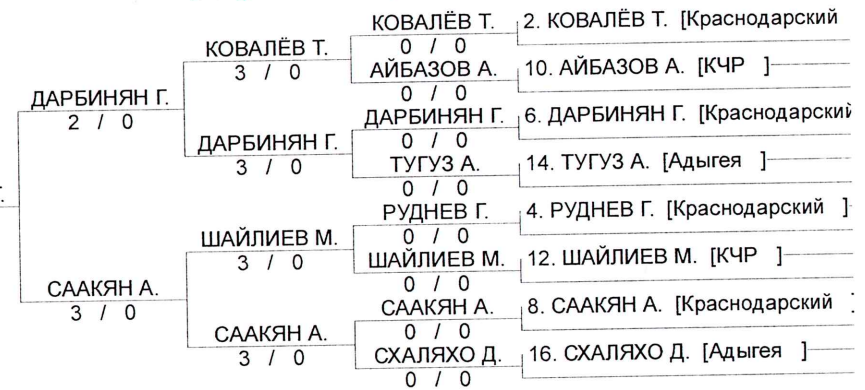 КОВАЛЁВ Т. 2. КОВАЛЁВ Т. [Краснодарский
КОВАЛЁВ Т. 0 / 0
3 / 0 АЙБАЗОВ А. 10. АЙБАЗОВ А. [КЧР ]
ДАРБИНЯН Г. 0 / 0
2 / 0 ДАРБИНЯН Г. 6. ДАРБИНЯН Г. [Краснодарский
ДАРБИНЯН Г. 0 / 0
3 / 0 ТУГУЗ А. 14. ТУГУЗ А. [Адыгея ]
0 / 0
РУДНЕВ Г. 4. РУДНЕВ Г. [Краснодарский ]
ШАЙЛИЕВ М. 0 / 0
3 / 0 ШАЙЛИЕВ М. 12. ШАЙЛИЕВ М. [КЧР ]
СААКЯН А. 0 / 0
3 / 0 СААКЯН А. 8. СААКЯН А. [Краснодарский ]
СААКЯН А. 0 / 0
3 / 0 СХАЛЯХО Д. 16. СХАЛЯХО Д. [Адыгея ]
0 / 0